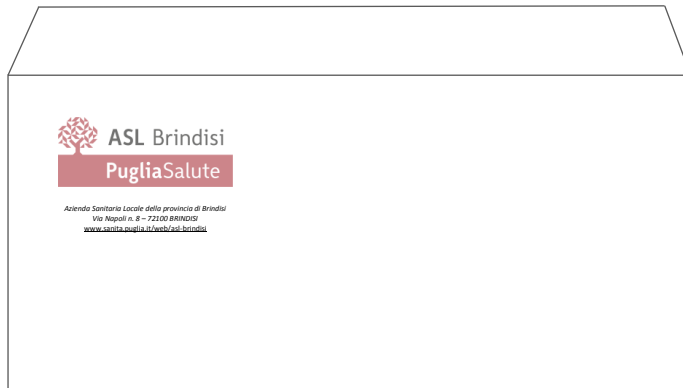 ASL Brindisi
PugliaSalute
Azienda Sanitaria Locale della provincia di Brindisi
Via Napoli n. 8 – 72100 BRINDISI
www.sanita.puglia.it/web/asl-brindisi